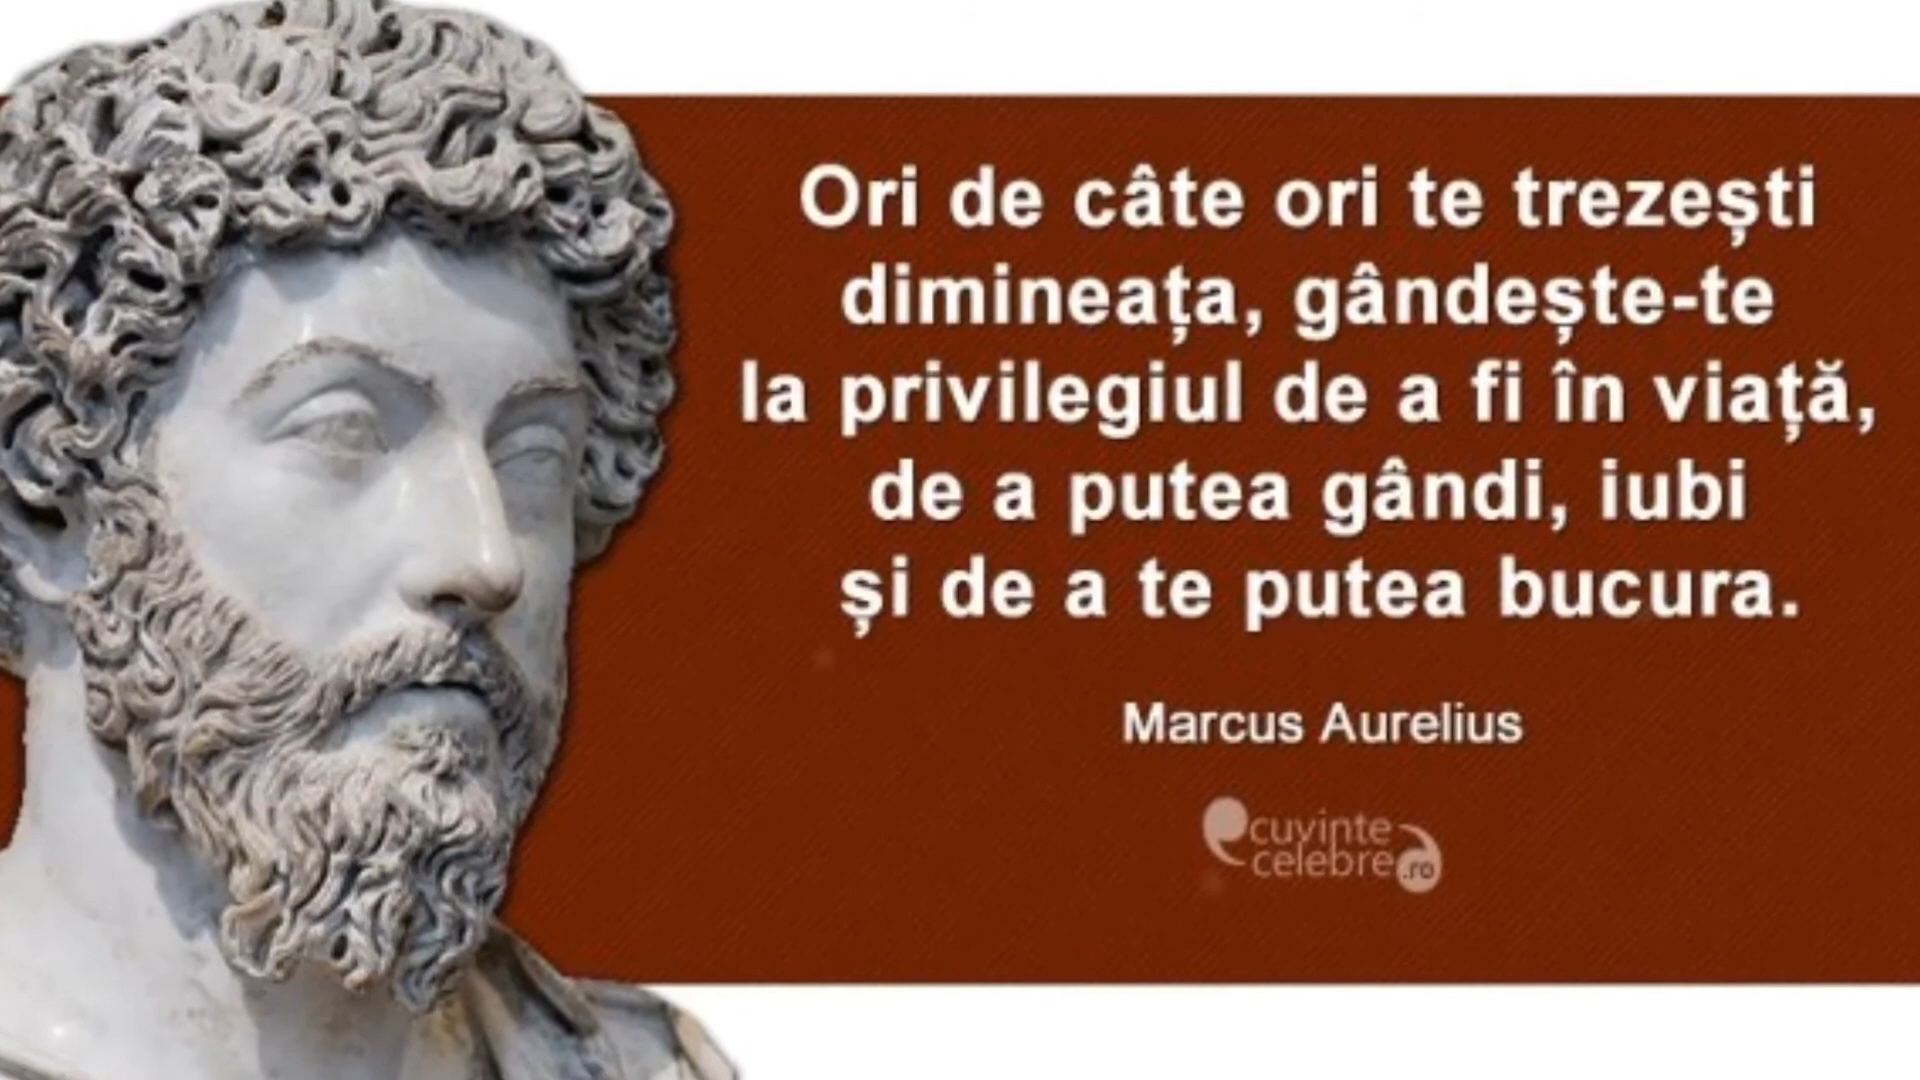 Ori de câte ori te trezești
dimineața, gândește-te
la privilegiul de a fi în viață,
de a putea gândi, iubi
și de a te putea bucura.
Marcus Aurelius
cuvinte
celebre
.ro